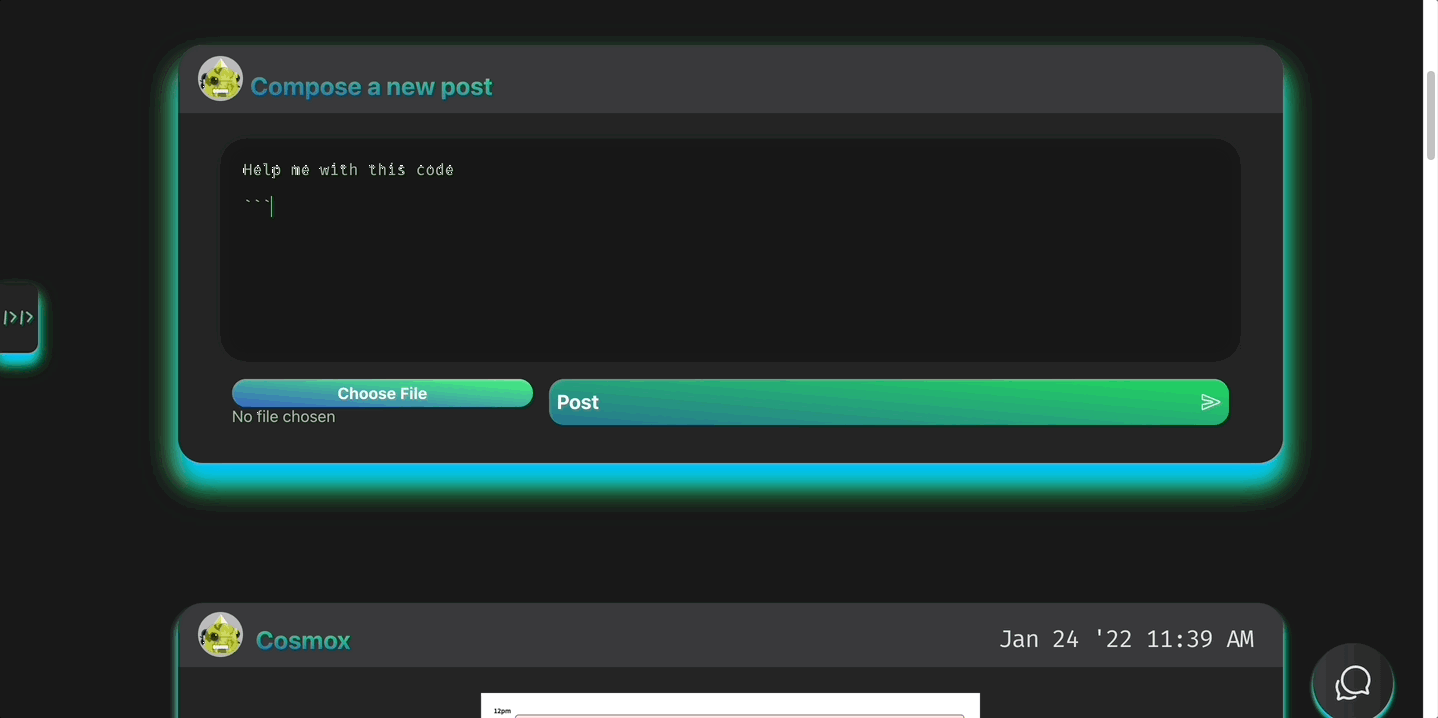 Compose a new post
Help me with this code
```
|>|>
Choose File
No file chosen
Post
Cosmox
Jan 24 '22 11:39 AM
12pm